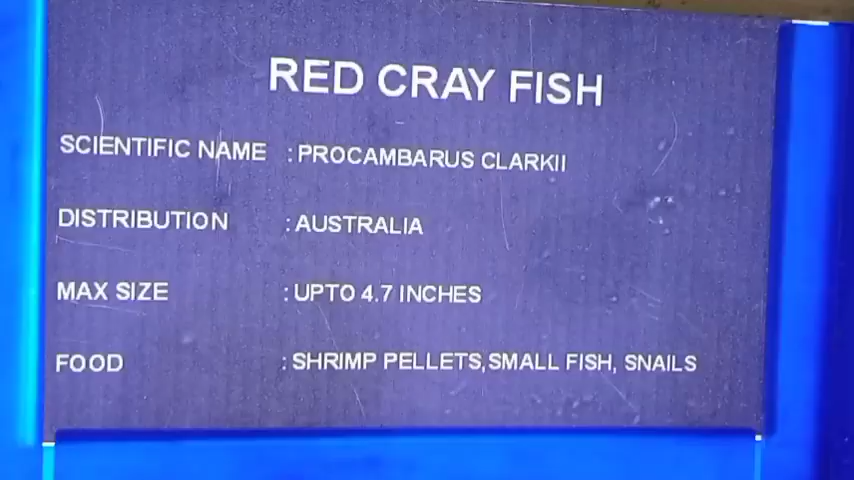 RED CRAY FISH
SCIENTIFIC NAME : PROCAMBARUS CLARKII
DISTRIBUTION : AUSTRALIA
MAX SIZE : UPTO 4.7 INCHES
FOOD : SHRIMP PELLETS,SMALL FISH, SNAILS